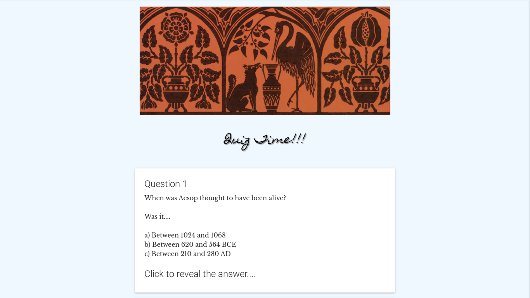 Quiz Time!!!
Question 1
When was Aesop thought to have been alive?
Was it....
a) Between 1024 and 1068
b) Between 620 and 564 BCE
c) Between 210 and 280 AD
Click to reveal the answer....